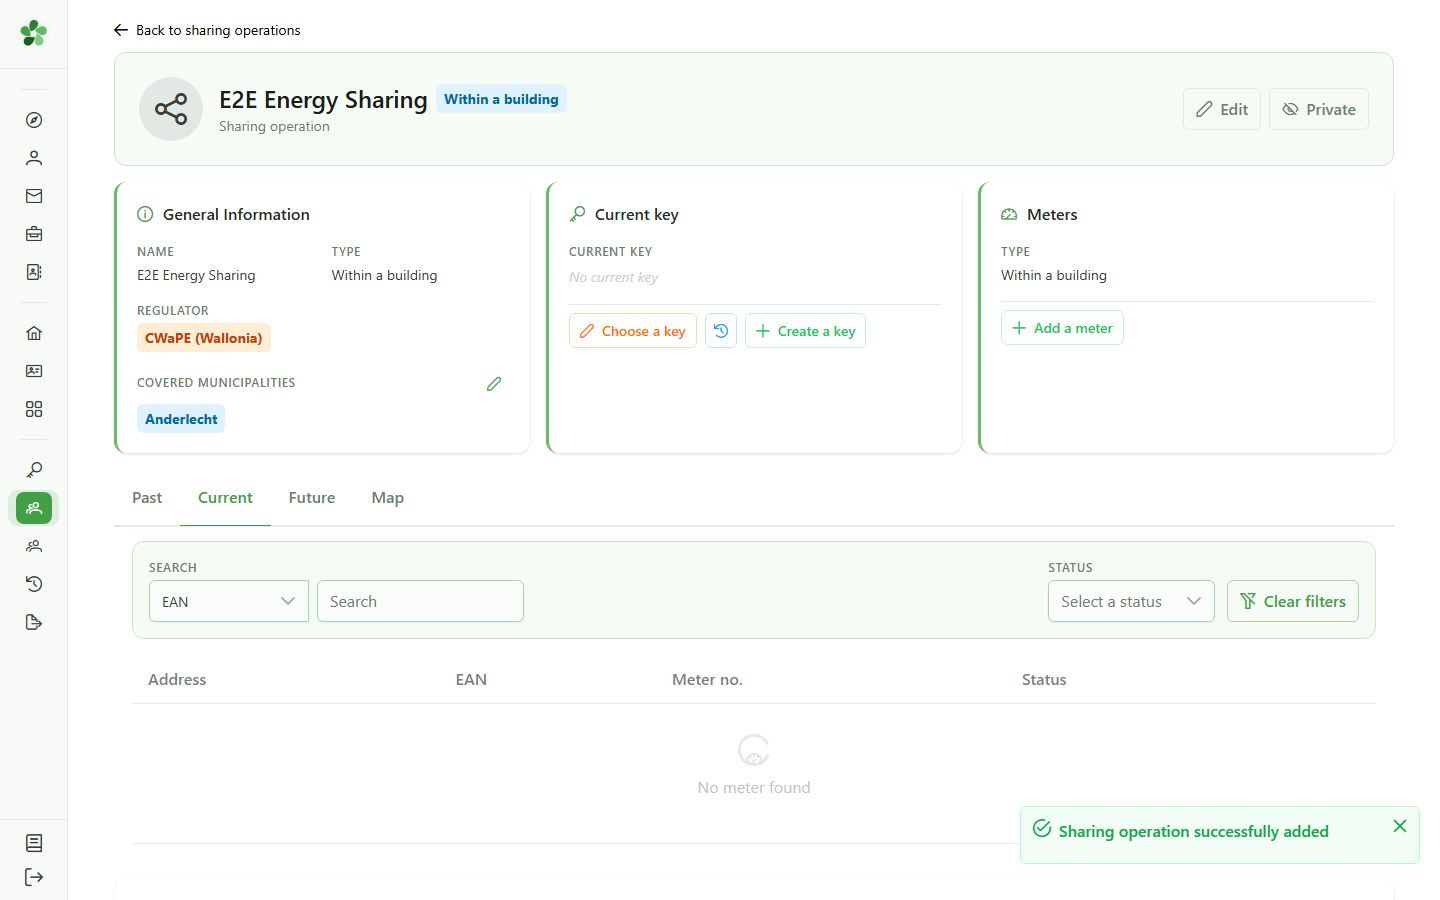 Back to sharing operations
E2E Energy Sharing
Within a building
Sharing operation
Edit
Private
General Information
NAME
TYPE
E2E Energy Sharing
Within a building
REGULATOR
CWaPE (Wallonia)
COVERED MUNICIPALITIES
Anderlecht
Current key
CURRENT KEY
No current key
Choose a key
Create a key
Meters
TYPE
Within a building
Add a meter
Past
Current
Future
Map
SEARCH
EAN
Search
STATUS
Select a status
Clear filters
Address
EAN
Meter no.
Status
No meter found
Sharing operation successfully added